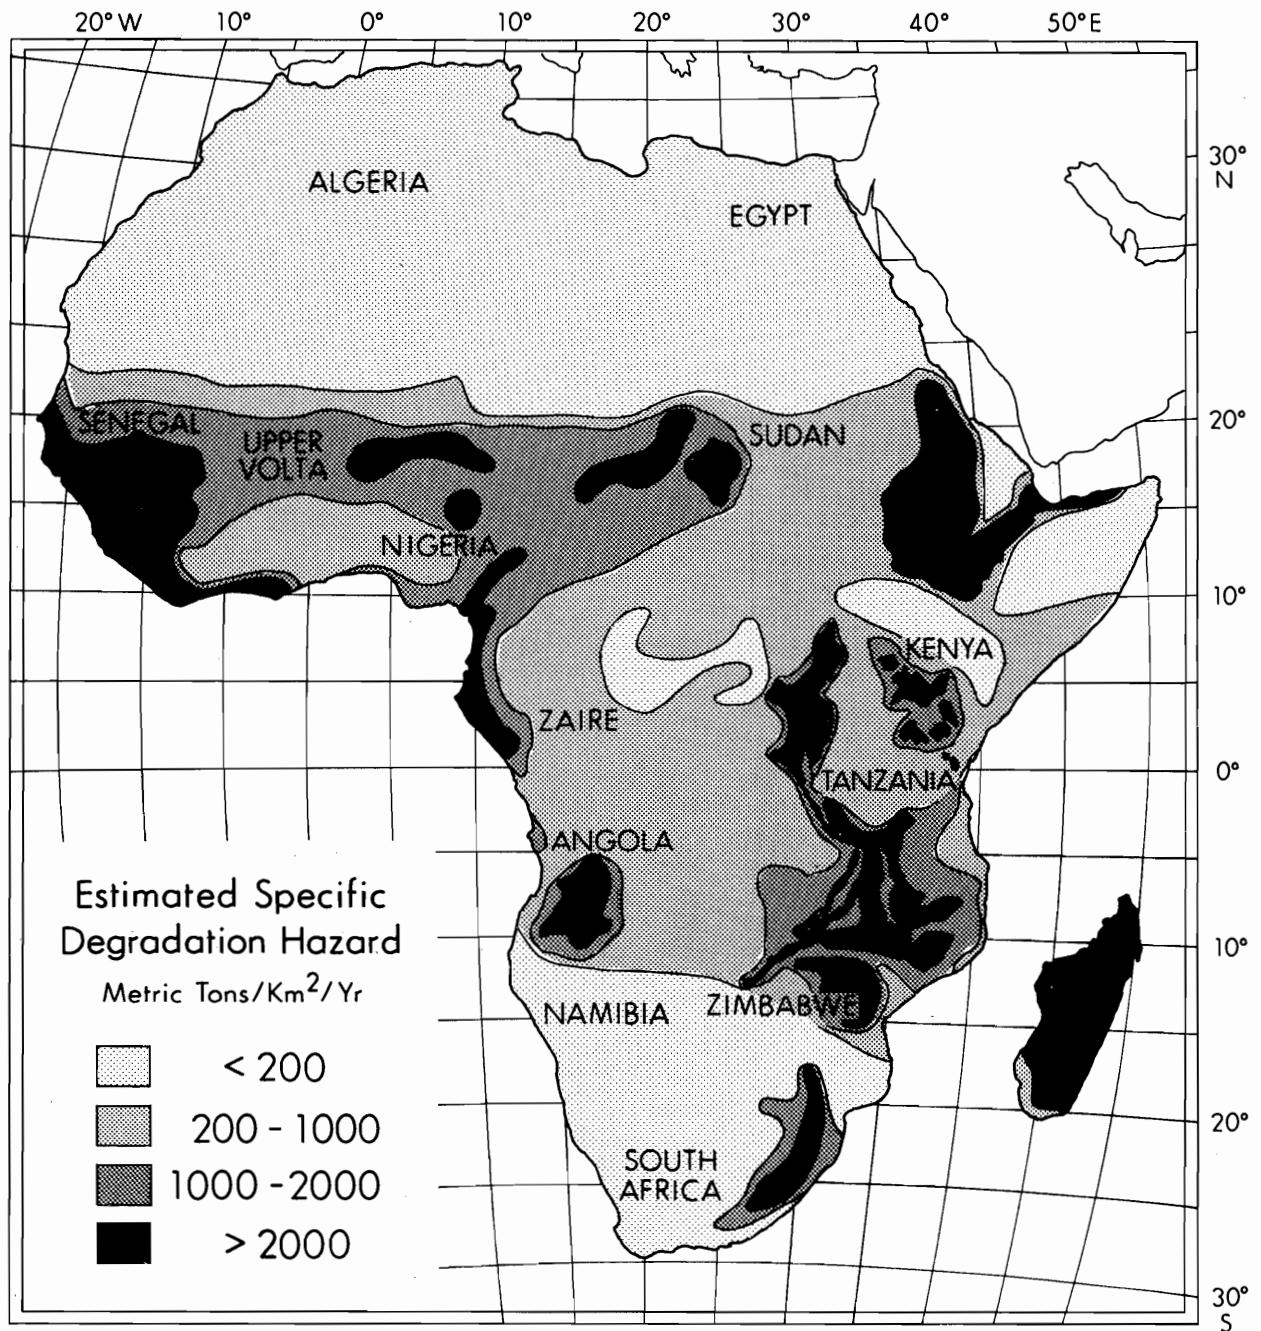 20° W 10° 0° 10° 20° 30° 40° 50° E
30°
N
ALGERIA
EGYPT
20°
SENEGAL
UPPER
VOLTA
SUDAN
NIGERIA
10°
KENYA
ZAIRE
0°
TANZANIA
ANGOLA
Estimated Specific
Degradation Hazard
Metric Tons/Km²/Yr
10°
NAMIBIA
ZIMBABWE
< 200
200 - 1000
20°
SOUTH
AFRICA
1000 - 2000
> 2000
30°
S